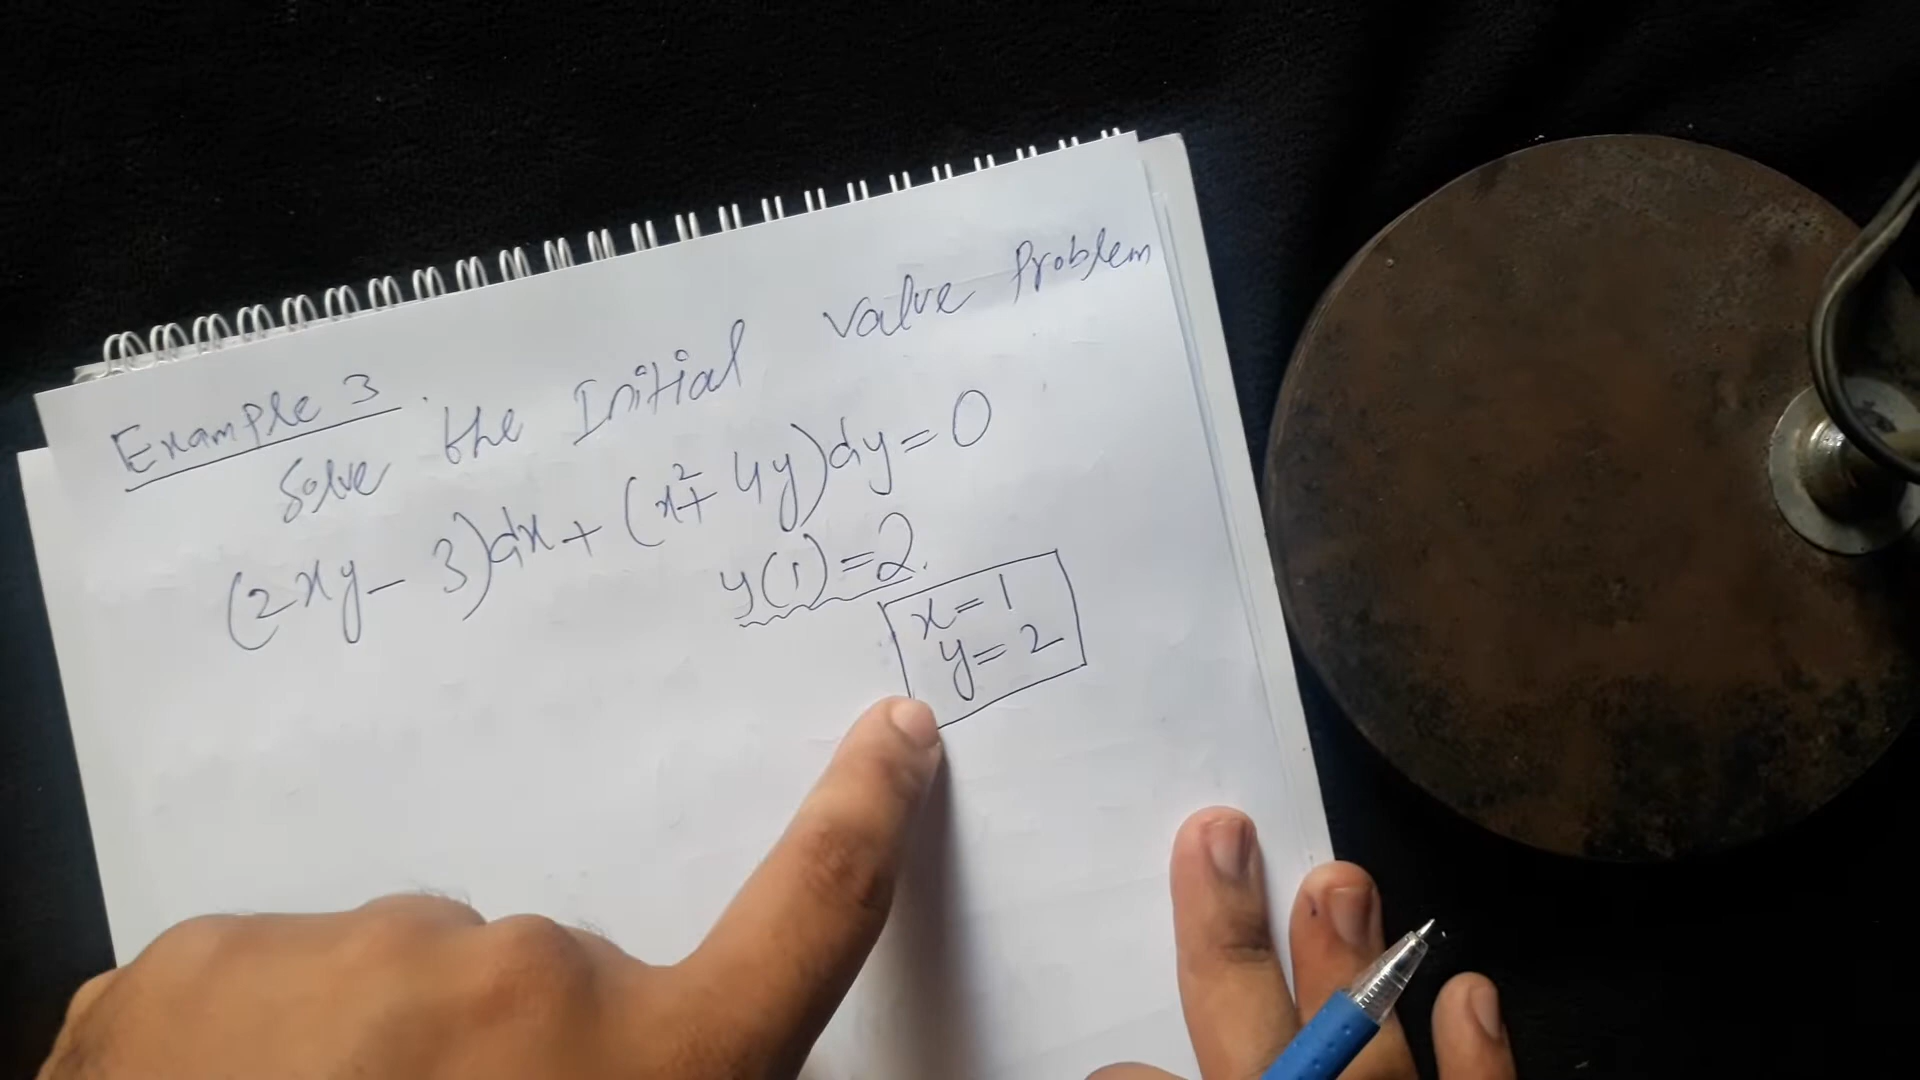 Example 3.
Solve the Initial value Problem
(2xy - 3)dx + (x² + 4y)dy = 0
y(1) = 2.
x = 1
y = 2